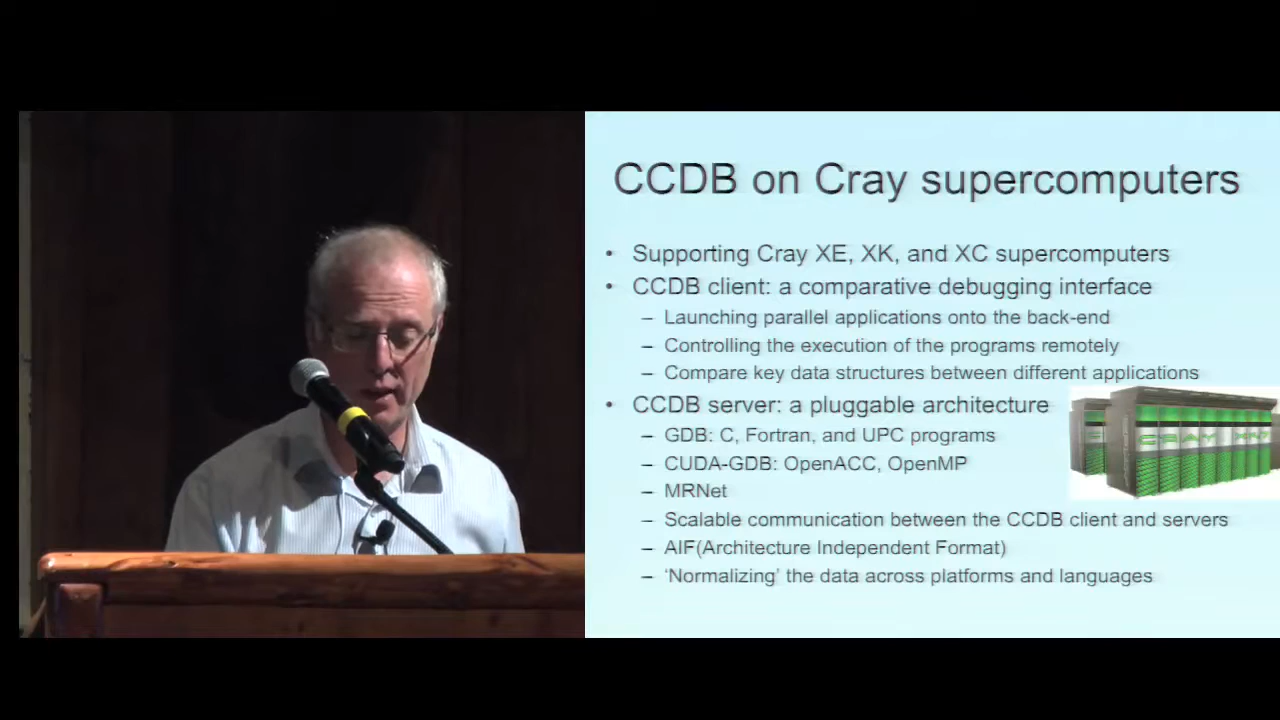 CCDB on Cray supercomputers
• Supporting Cray XE, XK, and XC supercomputers
• CCDB client: a comparative debugging interface
– Launching parallel applications onto the back-end
– Controlling the execution of the programs remotely
– Compare key data structures between different applications
• CCDB server: a pluggable architecture
– GDB: C, Fortran, and UPC programs
– CUDA-GDB: OpenACC, OpenMP
– MRNet
– Scalable communication between the CCDB client and servers
– AIF(Architecture Independent Format)
– ‘Normalizing’ the data across platforms and languages
CRAY